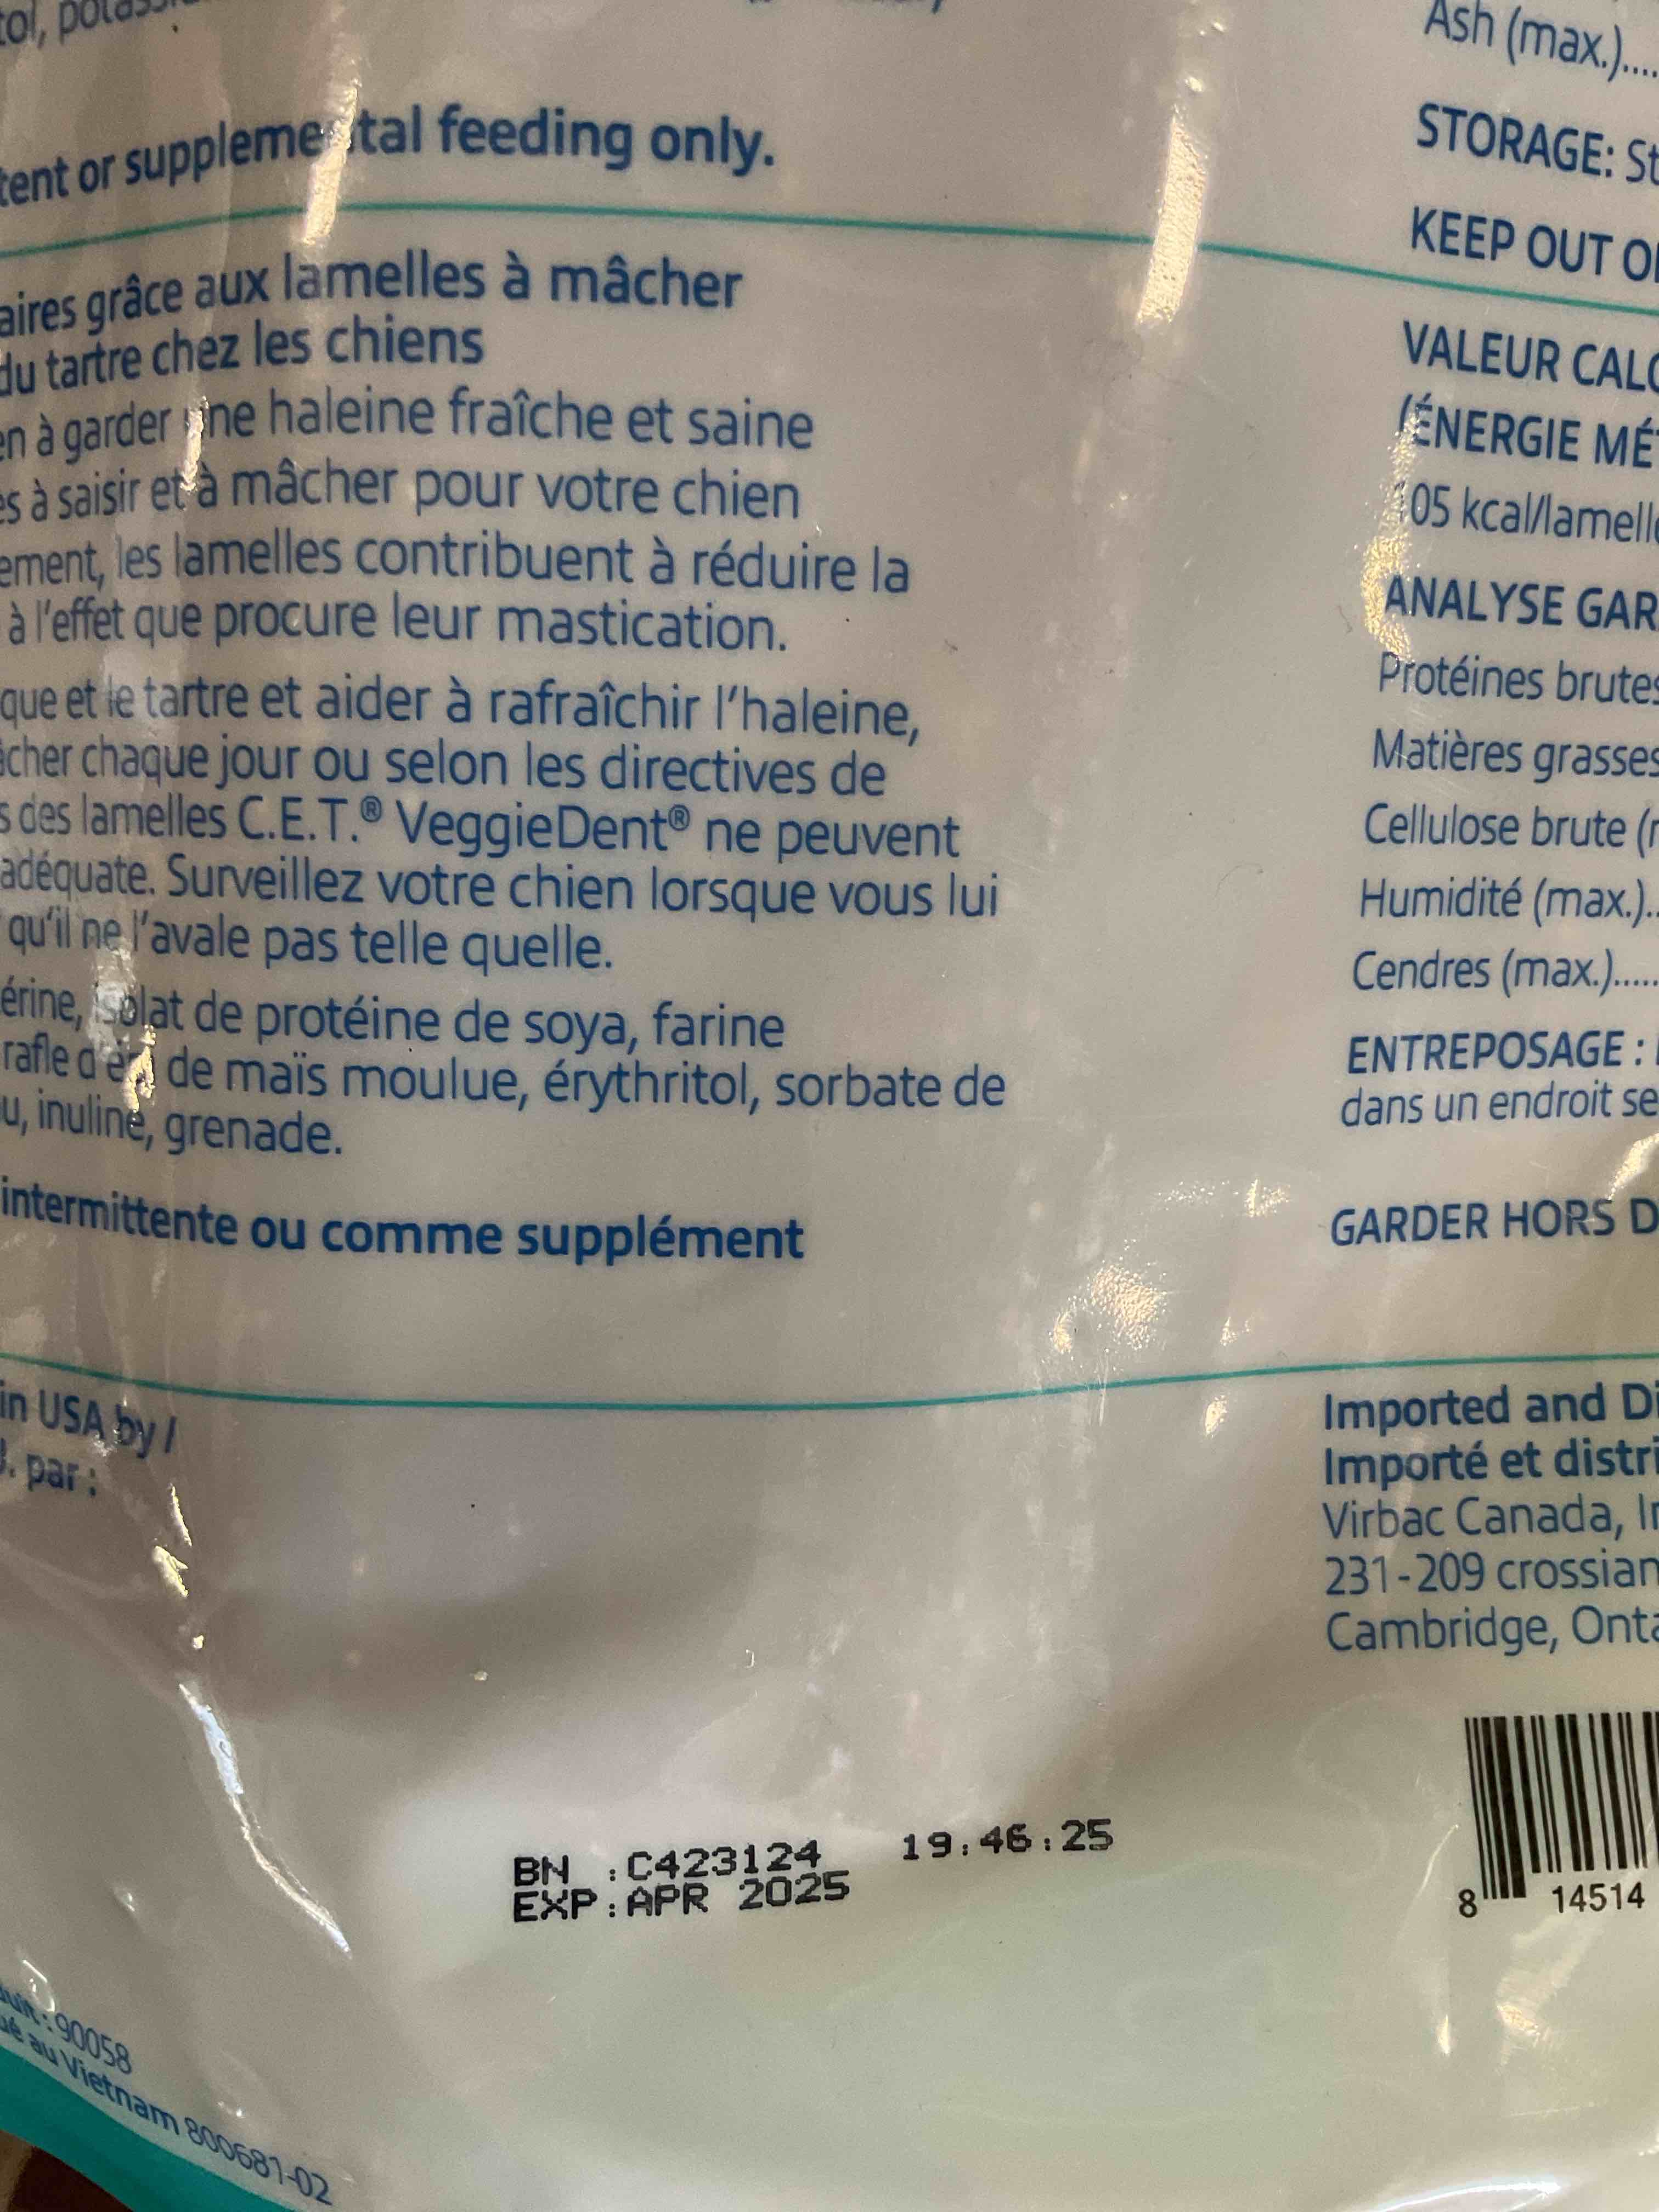 tent or supplemental feeding only.
aires grâce aux lamelles à mâcher
du tartre chez les chiens
en à garder une haleine fraîche et saine
es à saisir et à mâcher pour votre chien
ement, les lamelles contribuent à réduire la
à l'effet que procure leur mastication.
que et le tartre et aider à rafraîchir l'haleine,
âcher chaque jour ou selon les directives de
s des lamelles C.E.T.® VeggieDent® ne peuvent
adéquate. Surveillez votre chien lorsque vous lui
qu'il ne l'avale pas telle quelle.
érine, isolat de protéine de soya, farine
rafle d'épi de maïs moulue, érythritol, sorbate de
u, inuline, grenade.
intermittente ou comme supplément
in USA by /
par :
BN : C423124 19:46:25
EXP : APR 2025
duit : 90058
ué au Vietnam 800681-02
Ash (max.)....
STORAGE: St
KEEP OUT O
VALEUR CALO
(ÉNERGIE MÉT
105 kcal/lamelle
ANALYSE GAR
Protéines brutes
Matières grasses
Cellulose brute (
Humidité (max.)..
Cendres (max.).....
ENTREPOSAGE :
dans un endroit se
GARDER HORS D
Imported and Di
Importé et distri
Virbac Canada, In
231-209 crossian
Cambridge, Onta
8 14514